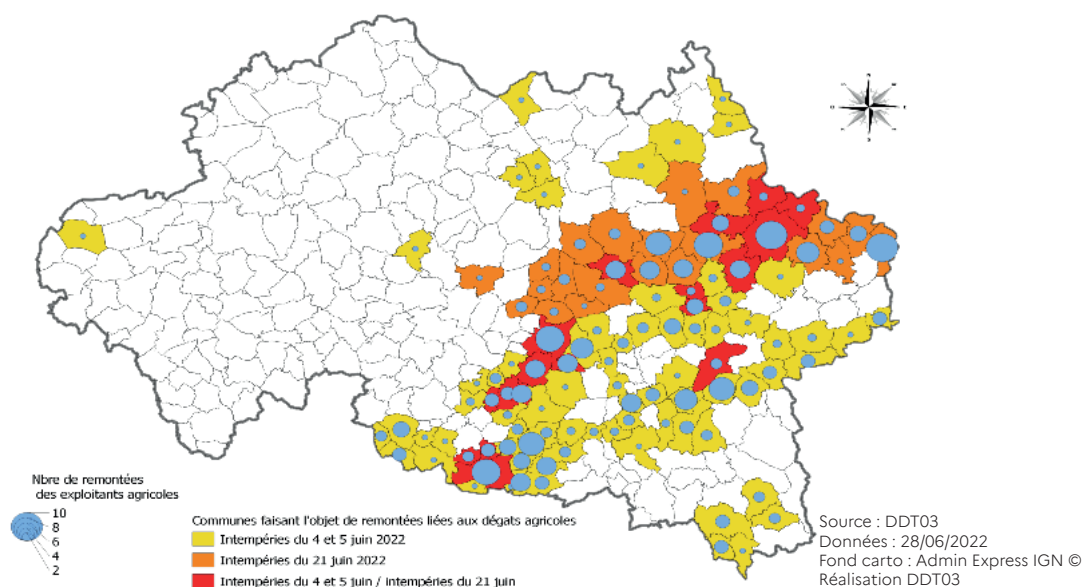 Nbre de remontées
des exploitants agricoles
10
8
6
4
2
Communes faisant l'objet de remontées liées aux dégats agricoles
Intempéries du 4 et 5 juin 2022
Intempéries du 21 juin 2022
Intempéries du 4 et 5 juin / intempéries du 21 juin
Source : DDT03
Données : 28/06/2022
Fond carto : Admin Express IGN ©
Réalisation DDT03